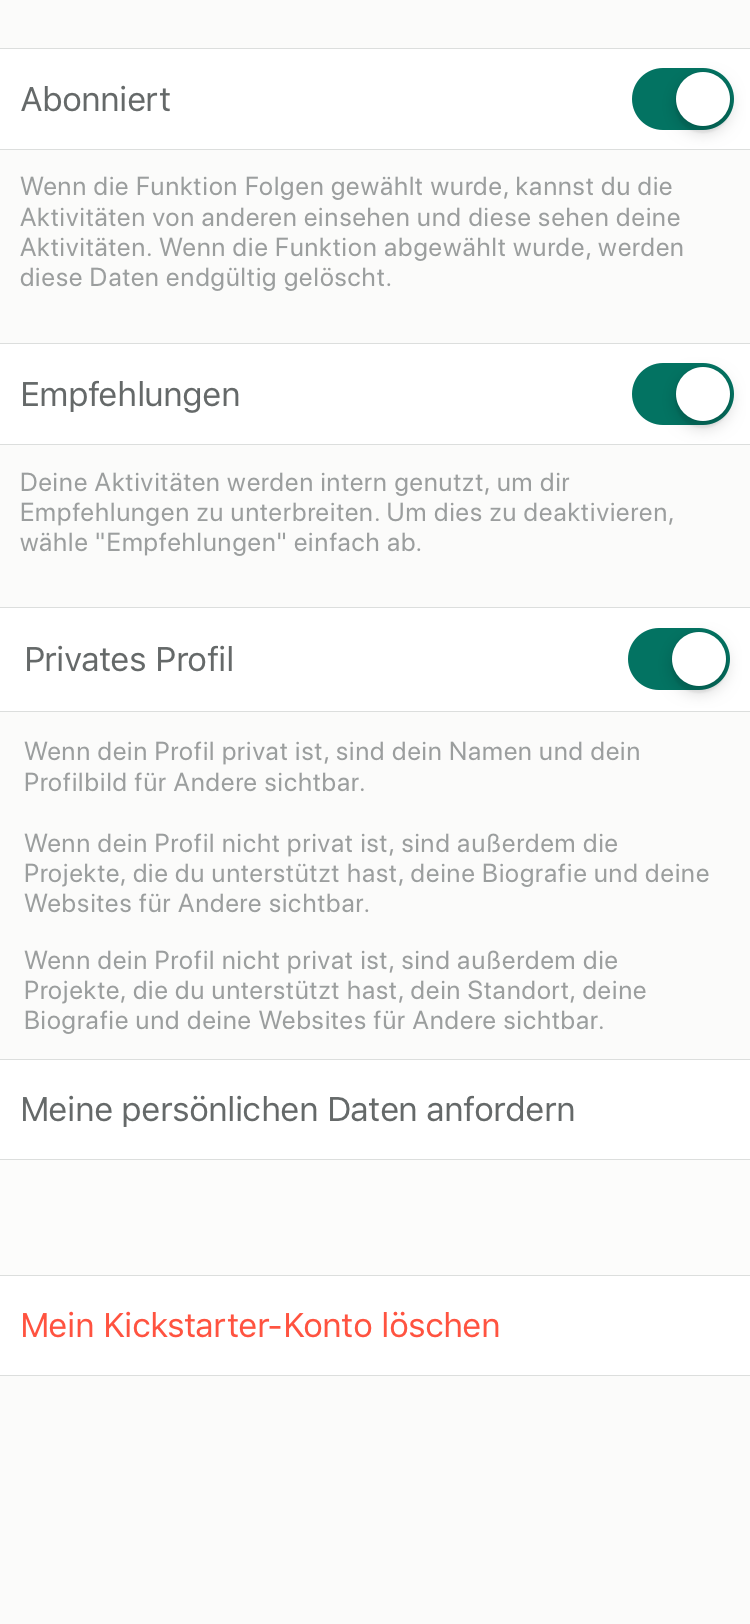 Abonniert
Wenn die Funktion Folgen gewählt wurde, kannst du die
Aktivitäten von anderen einsehen und diese sehen deine
Aktivitäten. Wenn die Funktion abgewählt wurde, werden
diese Daten endgültig gelöscht.
Empfehlungen
Deine Aktivitäten werden intern genutzt, um dir
Empfehlungen zu unterbreiten. Um dies zu deaktivieren,
wähle "Empfehlungen" einfach ab.
Privates Profil
Wenn dein Profil privat ist, sind dein Namen und dein
Profilbild für Andere sichtbar.
Wenn dein Profil nicht privat ist, sind außerdem die
Projekte, die du unterstützt hast, deine Biografie und deine
Websites für Andere sichtbar.
Wenn dein Profil nicht privat ist, sind außerdem die
Projekte, die du unterstützt hast, dein Standort, deine
Biografie und deine Websites für Andere sichtbar.
Meine persönlichen Daten anfordern
Mein Kickstarter-Konto löschen